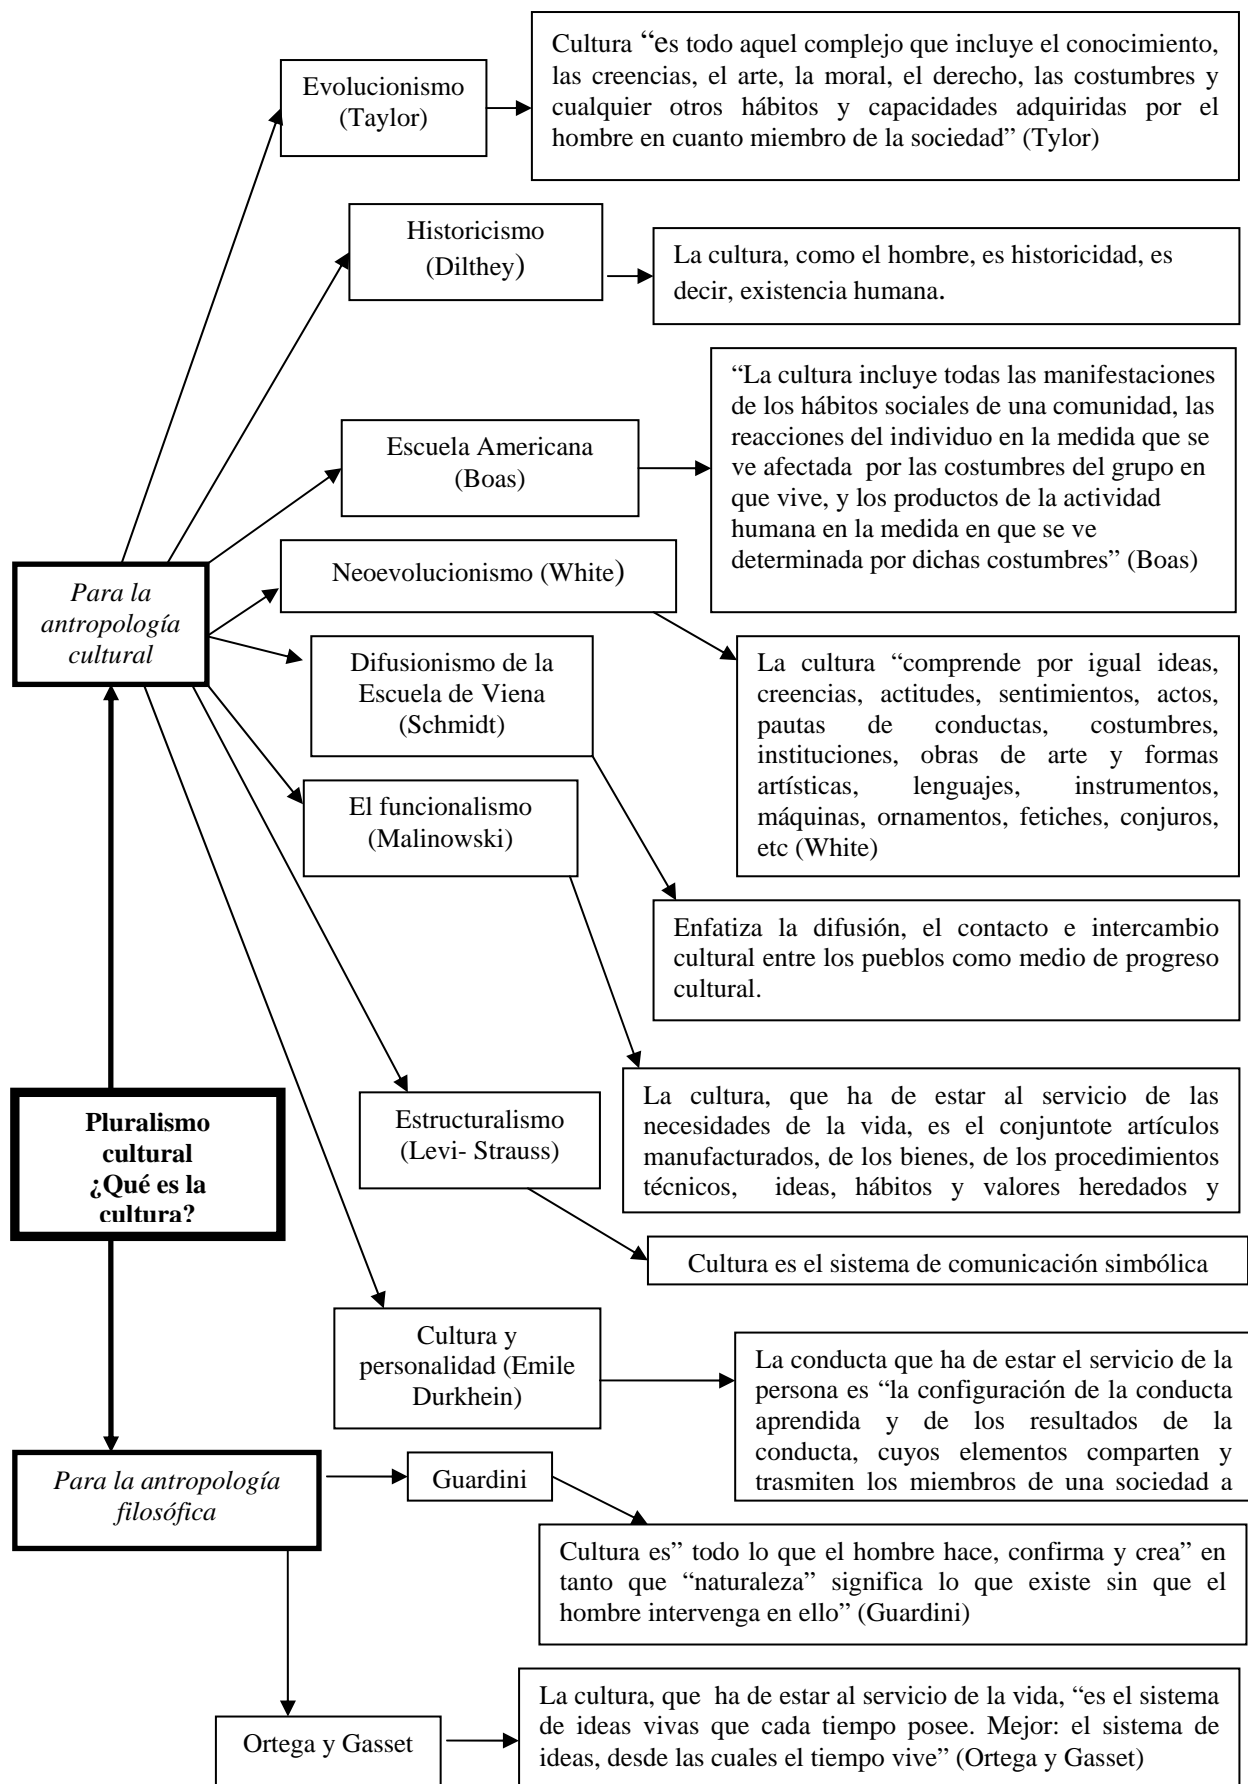 Evolucionismo
(Taylor)
Cultura “es todo aquel complejo que incluye el conocimiento,
las creencias, el arte, la moral, el derecho, las costumbres y
cualquier otros hábitos y capacidades adquiridas por el
hombre en cuanto miembro de la sociedad” (Tylor)
Historicismo
(Dilthey)
La cultura, como el hombre, es historicidad, es
decir, existencia humana.
Escuela Americana
(Boas)
“La cultura incluye todas las manifestaciones
de los hábitos sociales de una comunidad, las
reacciones del individuo en la medida que se
ve afectada por las costumbres del grupo en
que vive, y los productos de la actividad
humana en la medida en que se ve
determinada por dichas costumbres” (Boas)
Para la
antropología
cultural
Neoevolucionismo (White)
La cultura “comprende por igual ideas,
creencias, actitudes, sentimientos, actos,
pautas de conductas, costumbres,
instituciones, obras de arte y formas
artísticas, lenguajes, instrumentos,
máquinas, ornamentos, fetiches, conjuros,
etc (White)
Difusionismo de la
Escuela de Viena
(Schmidt)
El funcionalismo
(Malinowski)
Enfatiza la difusión, el contacto e intercambio
cultural entre los pueblos como medio de progreso
cultural.
Pluralismo
cultural
¿Qué es la
cultura?
Estructuralismo
(Levi- Strauss)
La cultura, que ha de estar al servicio de las
necesidades de la vida, es el conjuntote artículos
manufacturados, de los bienes, de los procedimientos
técnicos, ideas, hábitos y valores heredados y
Cultura es el sistema de comunicación simbólica
Cultura y
personalidad (Emile
Durkhein)
La conducta que ha de estar el servicio de la
persona es “la configuración de la conducta
aprendida y de los resultados de la
conducta, cuyos elementos comparten y
trasmiten los miembros de una sociedad a
Para la antropología
filosófica
Guardini
Cultura es” todo lo que el hombre hace, confirma y crea” en
tanto que “naturaleza” significa lo que existe sin que el
hombre intervenga en ello” (Guardini)
Ortega y Gasset
La cultura, que ha de estar al servicio de la vida, “es el sistema
de ideas vivas que cada tiempo posee. Mejor: el sistema de
ideas, desde las cuales el tiempo vive” (Ortega y Gasset)